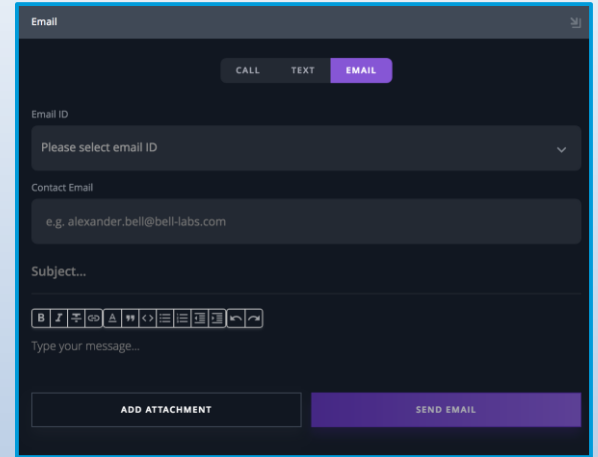 Email
CALL TEXT EMAIL
Email ID
Please select email ID
Contact Email
e.g. alexander.bell@bell-labs.com
Subject...
B I T A
Type your message...
ADD ATTACHMENT SEND EMAIL